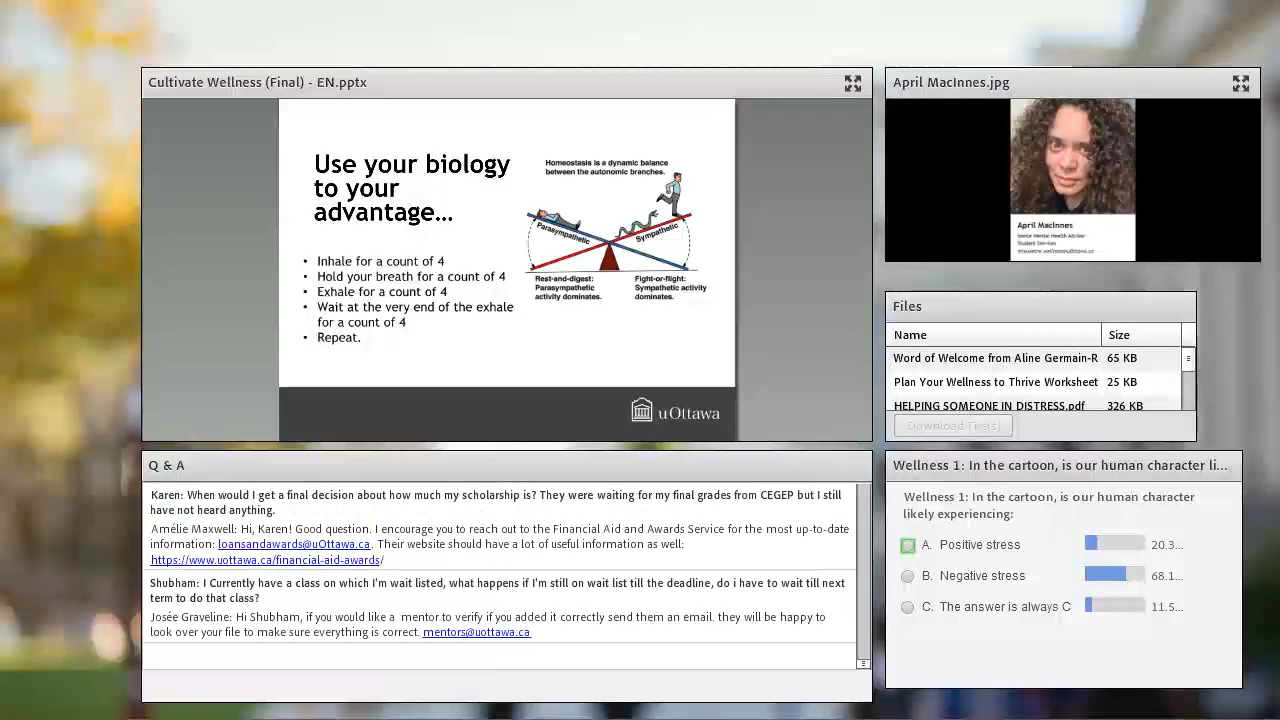 Cultivate Wellness (Final) - EN.pptx
Use your biology
to your
advantage...
• Inhale for a count of 4
• Hold your breath for a count of 4
• Exhale for a count of 4
• Wait at the very end of the exhale
for a count of 4
• Repeat.
Homeostasis is a dynamic balance
between the autonomic branches.
Parasympathetic
Sympathetic
Rest-and-digest:
Parasympathetic
activity dominates.
Fight-or-flight:
Sympathetic activity
dominates.
uOttawa
April MacInnes.jpg
April MacInnes
Senior Mental Health Advisor
Student Services
Files
Name Size
Word of Welcome from Aline Germain-R 65 KB
Plan Your Wellness to Thrive Worksheet 25 KB
HELPING SOMEONE IN DISTRESS.pdf 326 KB
Download File(s)
Q & A
Karen: When would I get a final decision about how much my scholarship is? They were waiting for my final grades from CEGEP but I still
have not heard anything.
Amélie Maxwell: Hi, Karen! Good question. I encourage you to reach out to the Financial Aid and Awards Service for the most up-to-date
information: loansandawards@uOttawa.ca. Their website should have a lot of useful information as well:
https://www.uottawa.ca/financial-aid-awards/
Shubham: I Currently have a class on which I'm wait listed, what happens if I'm still on wait list till the deadline, do i have to wait till next
term to do that class?
Josée Graveline: Hi Shubham, if you would like a mentor to verify if you added it correctly send them an email. they will be happy to
look over your file to make sure everything is correct. mentors@uottawa.ca
Wellness 1: In the cartoon, is our human character li...
Wellness 1: In the cartoon, is our human character
likely experiencing:
A. Positive stress 20.3...
B. Negative stress 68.1...
C. The answer is always C 11.5...